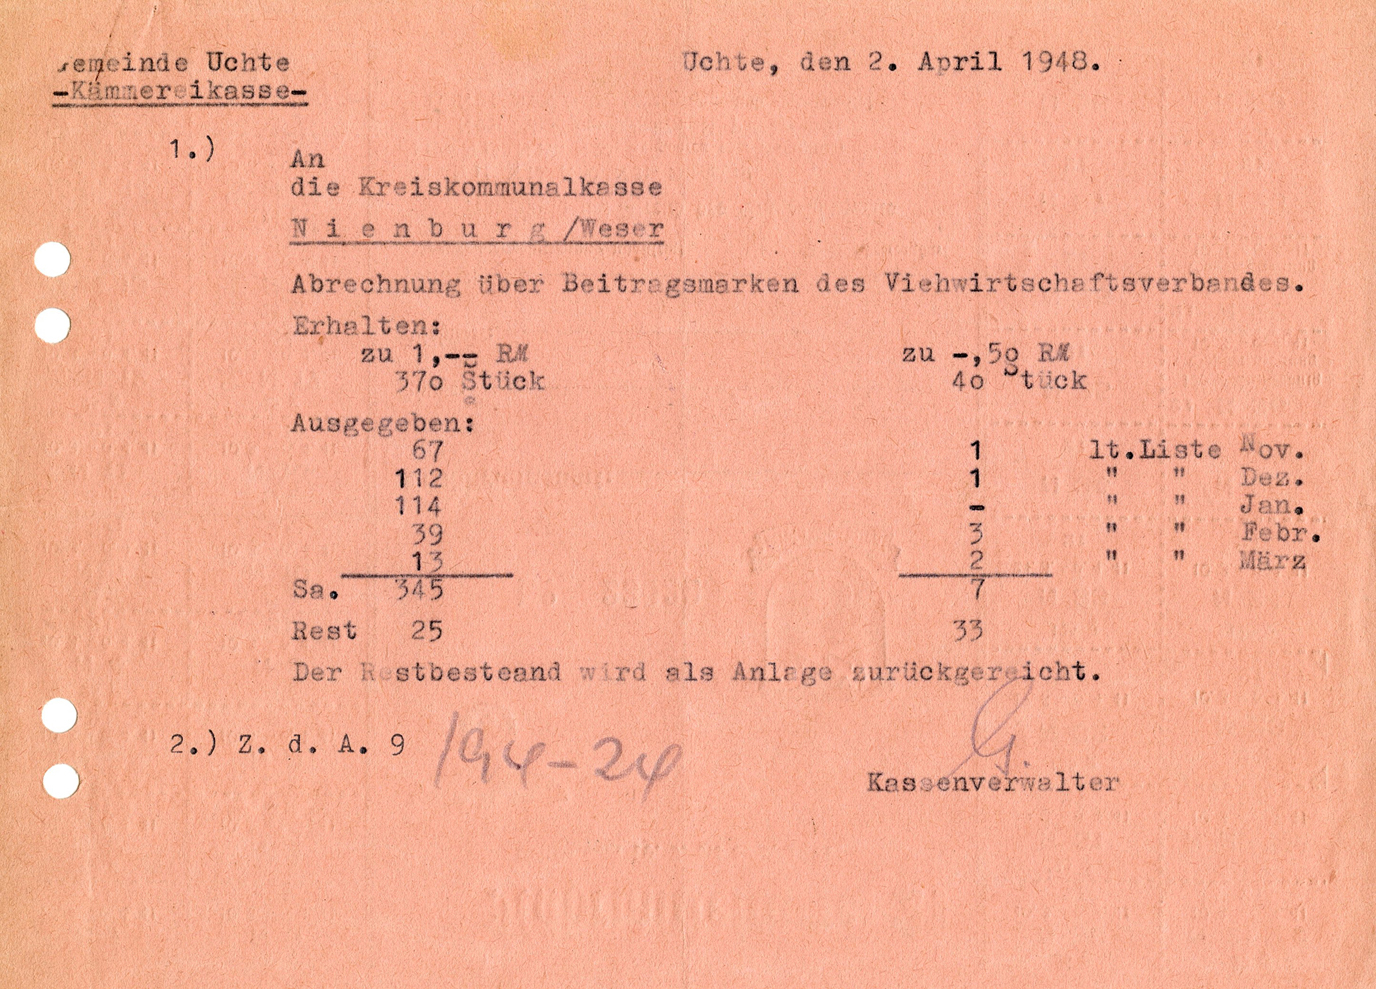 Gemeinde Uchte Uchte, den 2. April 1948.
-Kämmereikasse-
1.) An
die Kreiskommunalkasse
N i e n b u r g /Weser
Abrechnung über Beitragsmarken des Viehwirtschaftsverbandes.
Erhalten:
zu 1,-- RM zu -,5o RM
37o Stück 4o Stück
Ausgegeben:
67 1 lt.Liste Nov.
112 1 " " Dez.
114 - " " Jan.
39 3 " " Febr.
13 2 " " März
Sa. 345 7
Rest 25 33
Der Restbesteand wird als Anlage zurückgereicht.
2.) Z. d. A. 9 194-24
Kassenverwalter